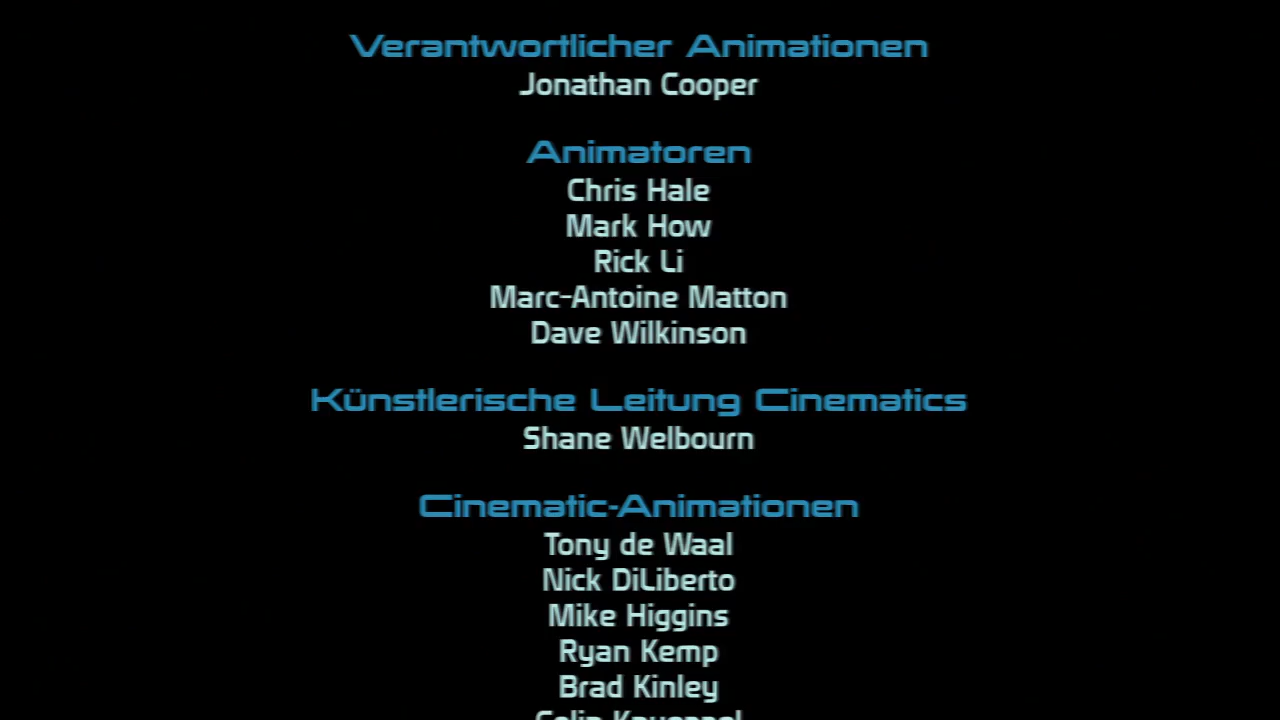 Verantwortlicher Animationen
Jonathan Cooper
Animatoren
Chris Hale
Mark How
Rick Li
Marc-Antoine Matton
Dave Wilkinson
Künstlerische Leitung Cinematics
Shane Welbourn
Cinematic-Animationen
Tony de Waal
Nick DiLiberto
Mike Higgins
Ryan Kemp
Brad Kinley
Colin